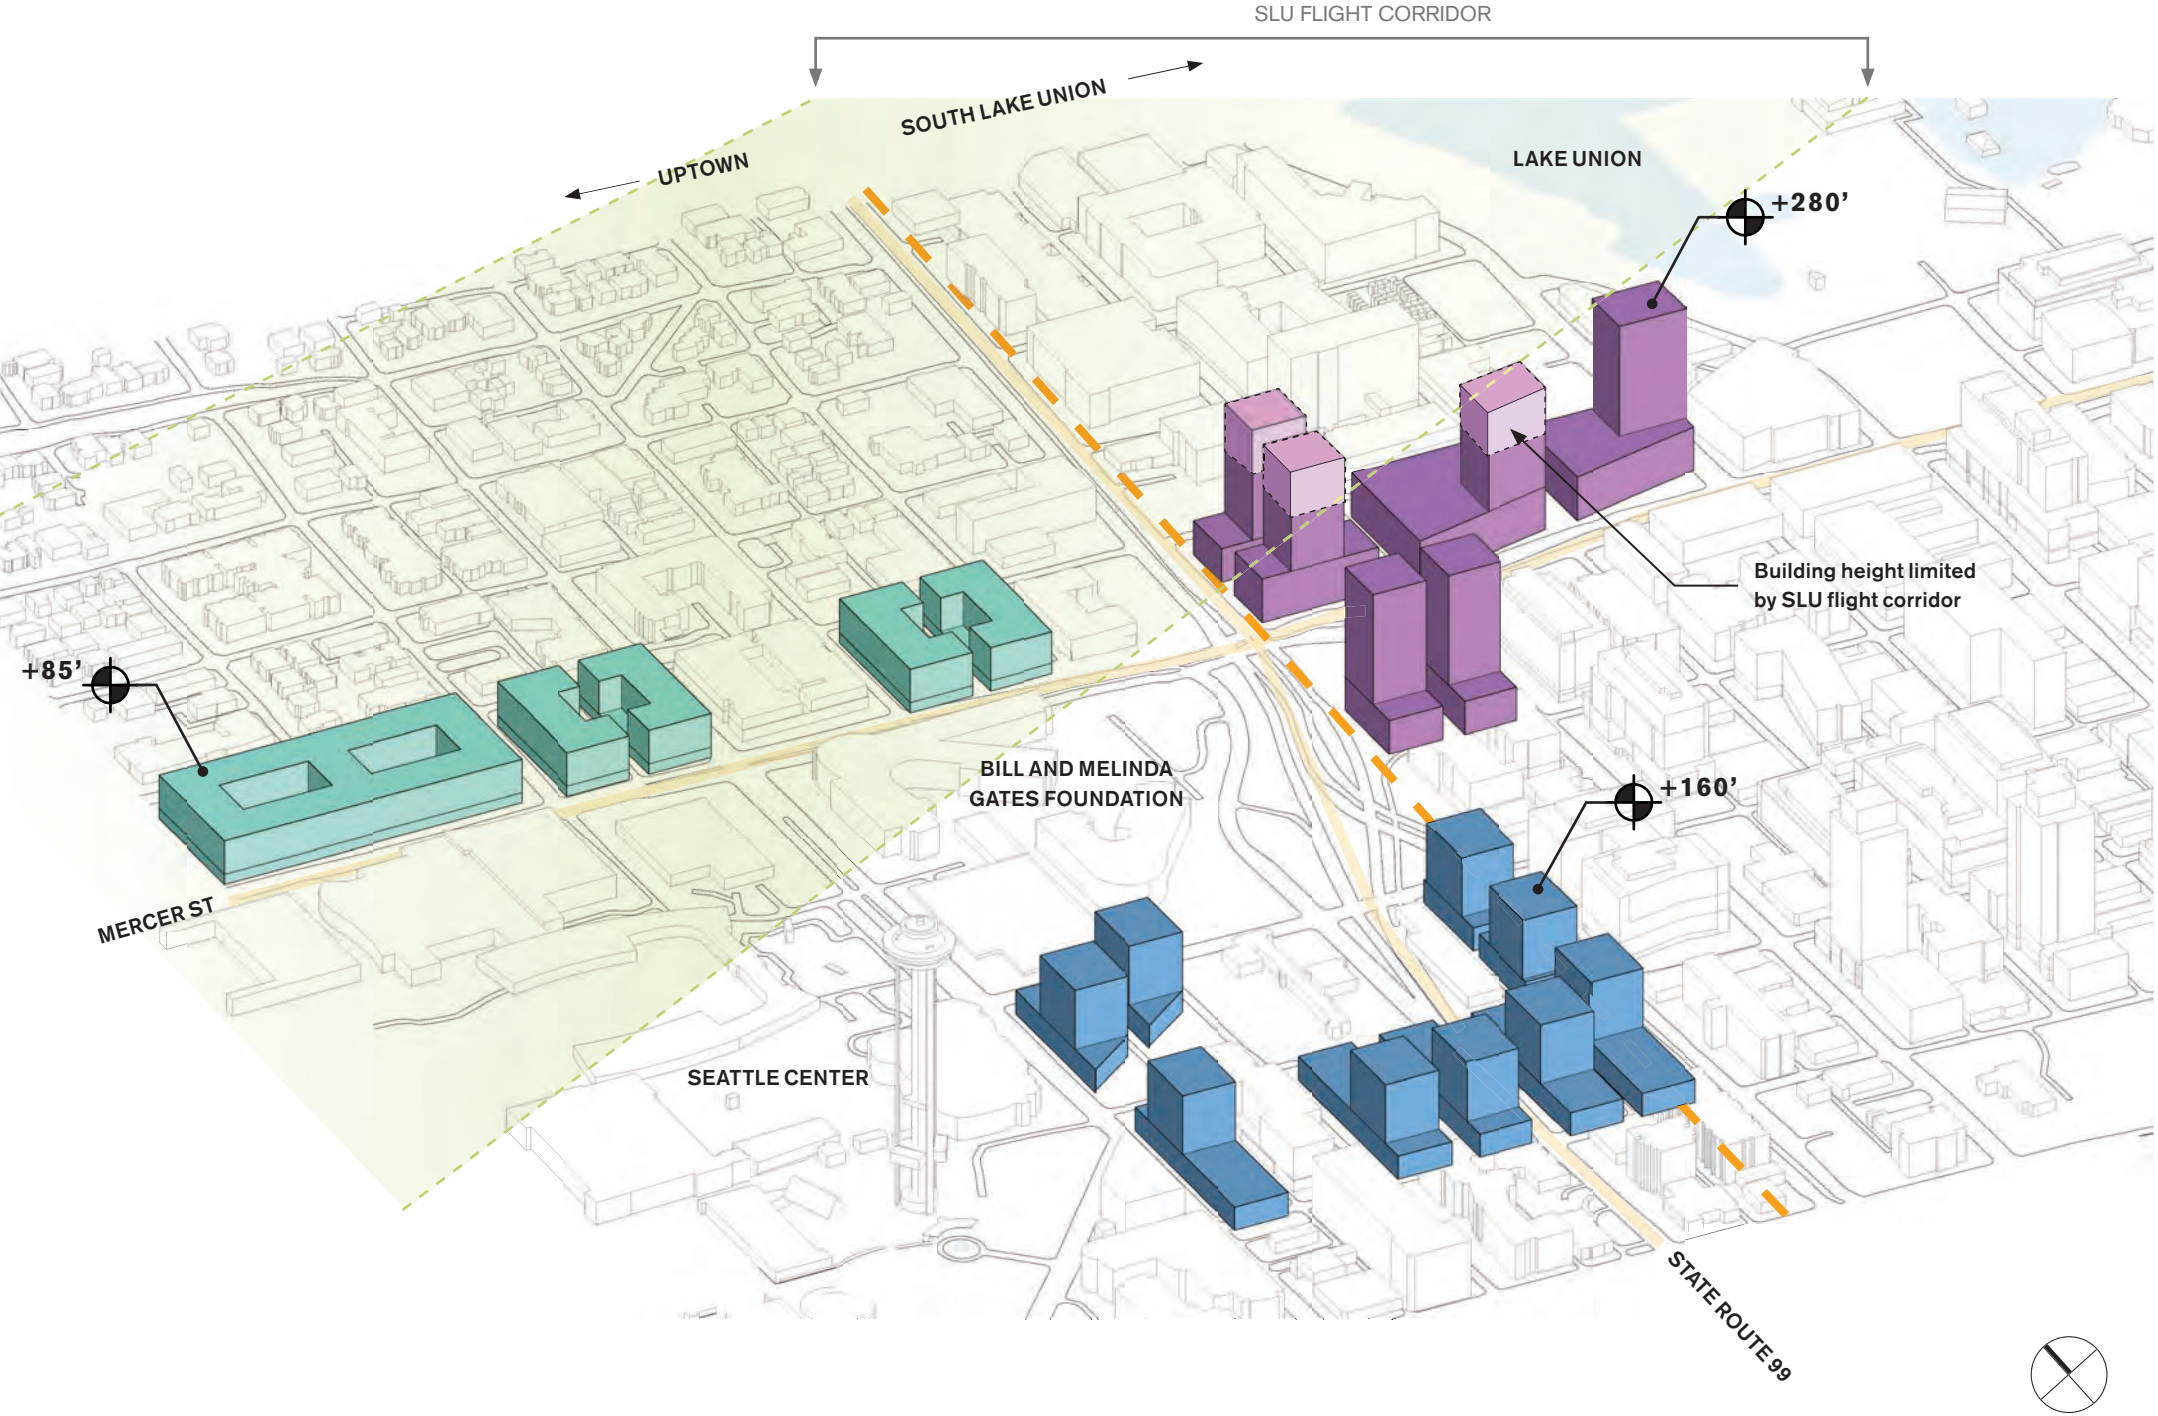 SLU FLIGHT CORRIDOR
SOUTH LAKE UNION
UPTOWN
LAKE UNION
+280’
Building height limited
by SLU flight corridor
+85’
BILL AND MELINDA
GATES FOUNDATION
+160’
MERCER ST
SEATTLE CENTER
STATE ROUTE 99